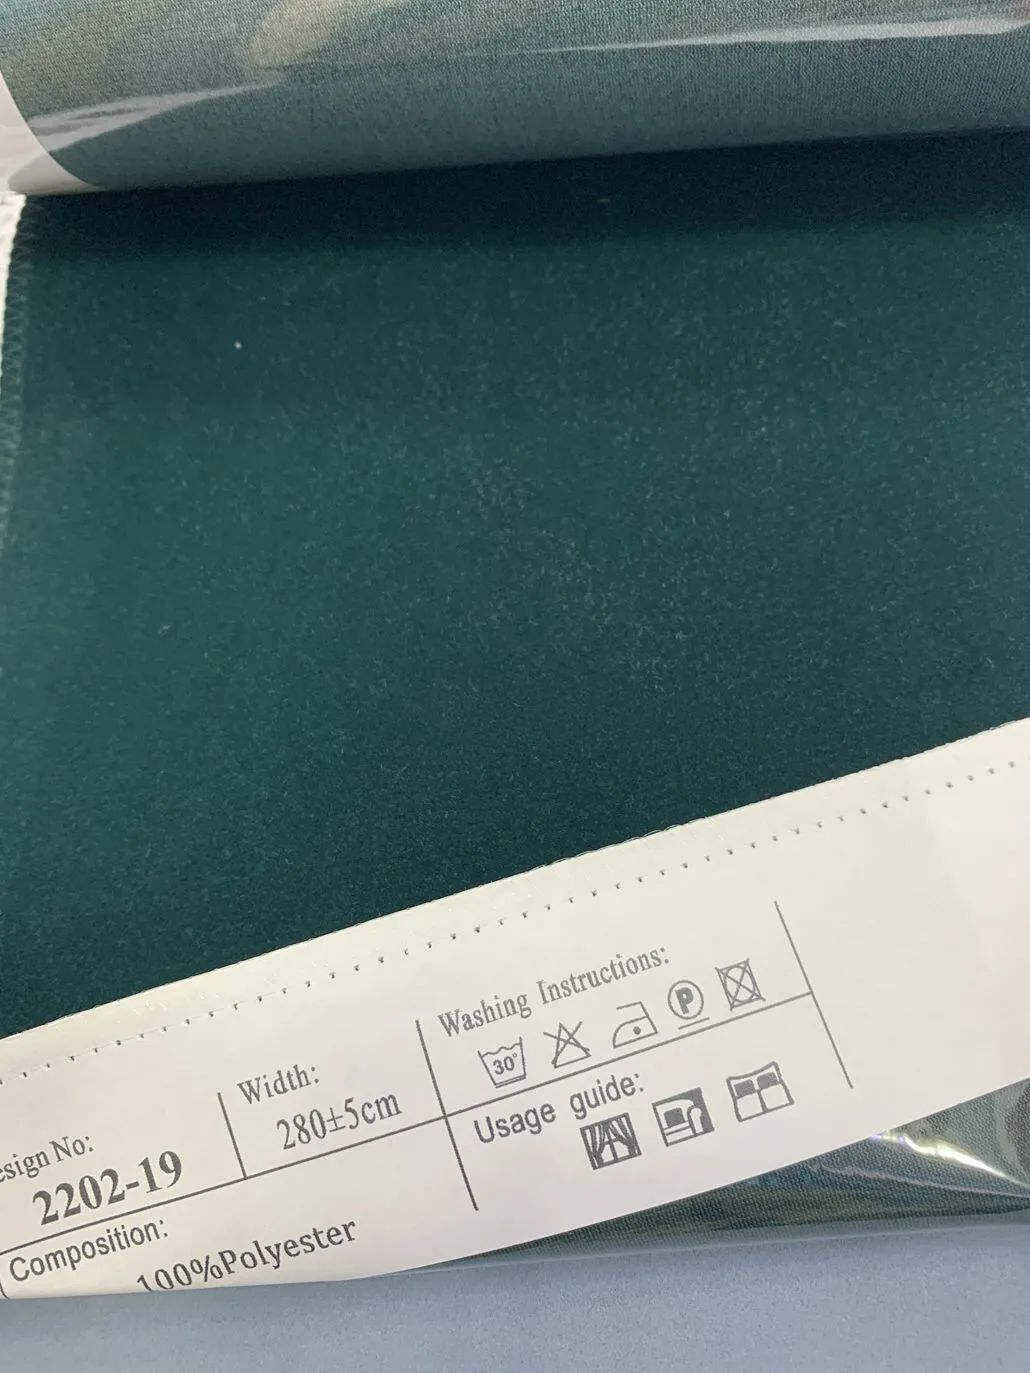 esign No:
2202-19
Width:
280±5cm
Washing Instructions:
30°
P
Usage guide:
Composition:
100%Polyester